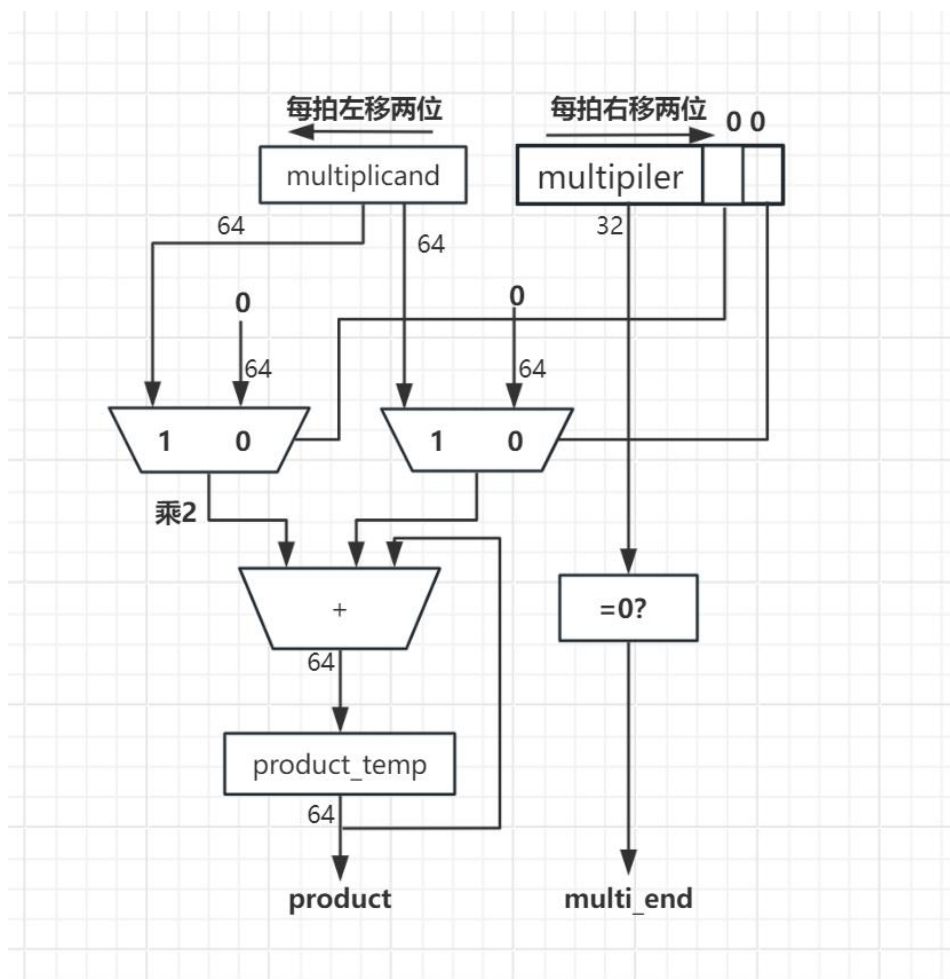 每拍左移两位
每拍右移两位
0 0
multiplicand
multipiler
64
64
32
0
0
64
64
1 0
1 0
乘2
+
=0?
64
product_temp
64
product
multi_end